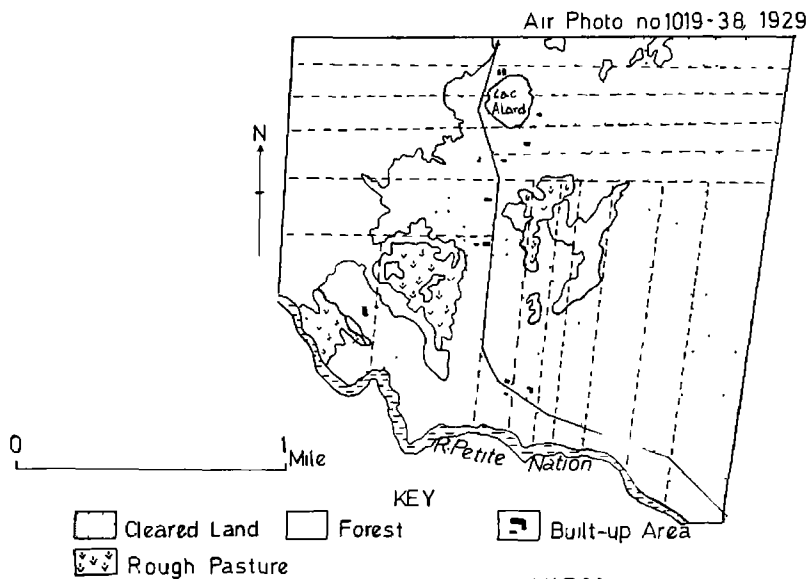 Air Photo no 1019-38, 1929
Lac
Alard
N
0 1 Mile
R. Petite Nation
KEY
Cleared Land Forest Built-up Area
Rough Pasture